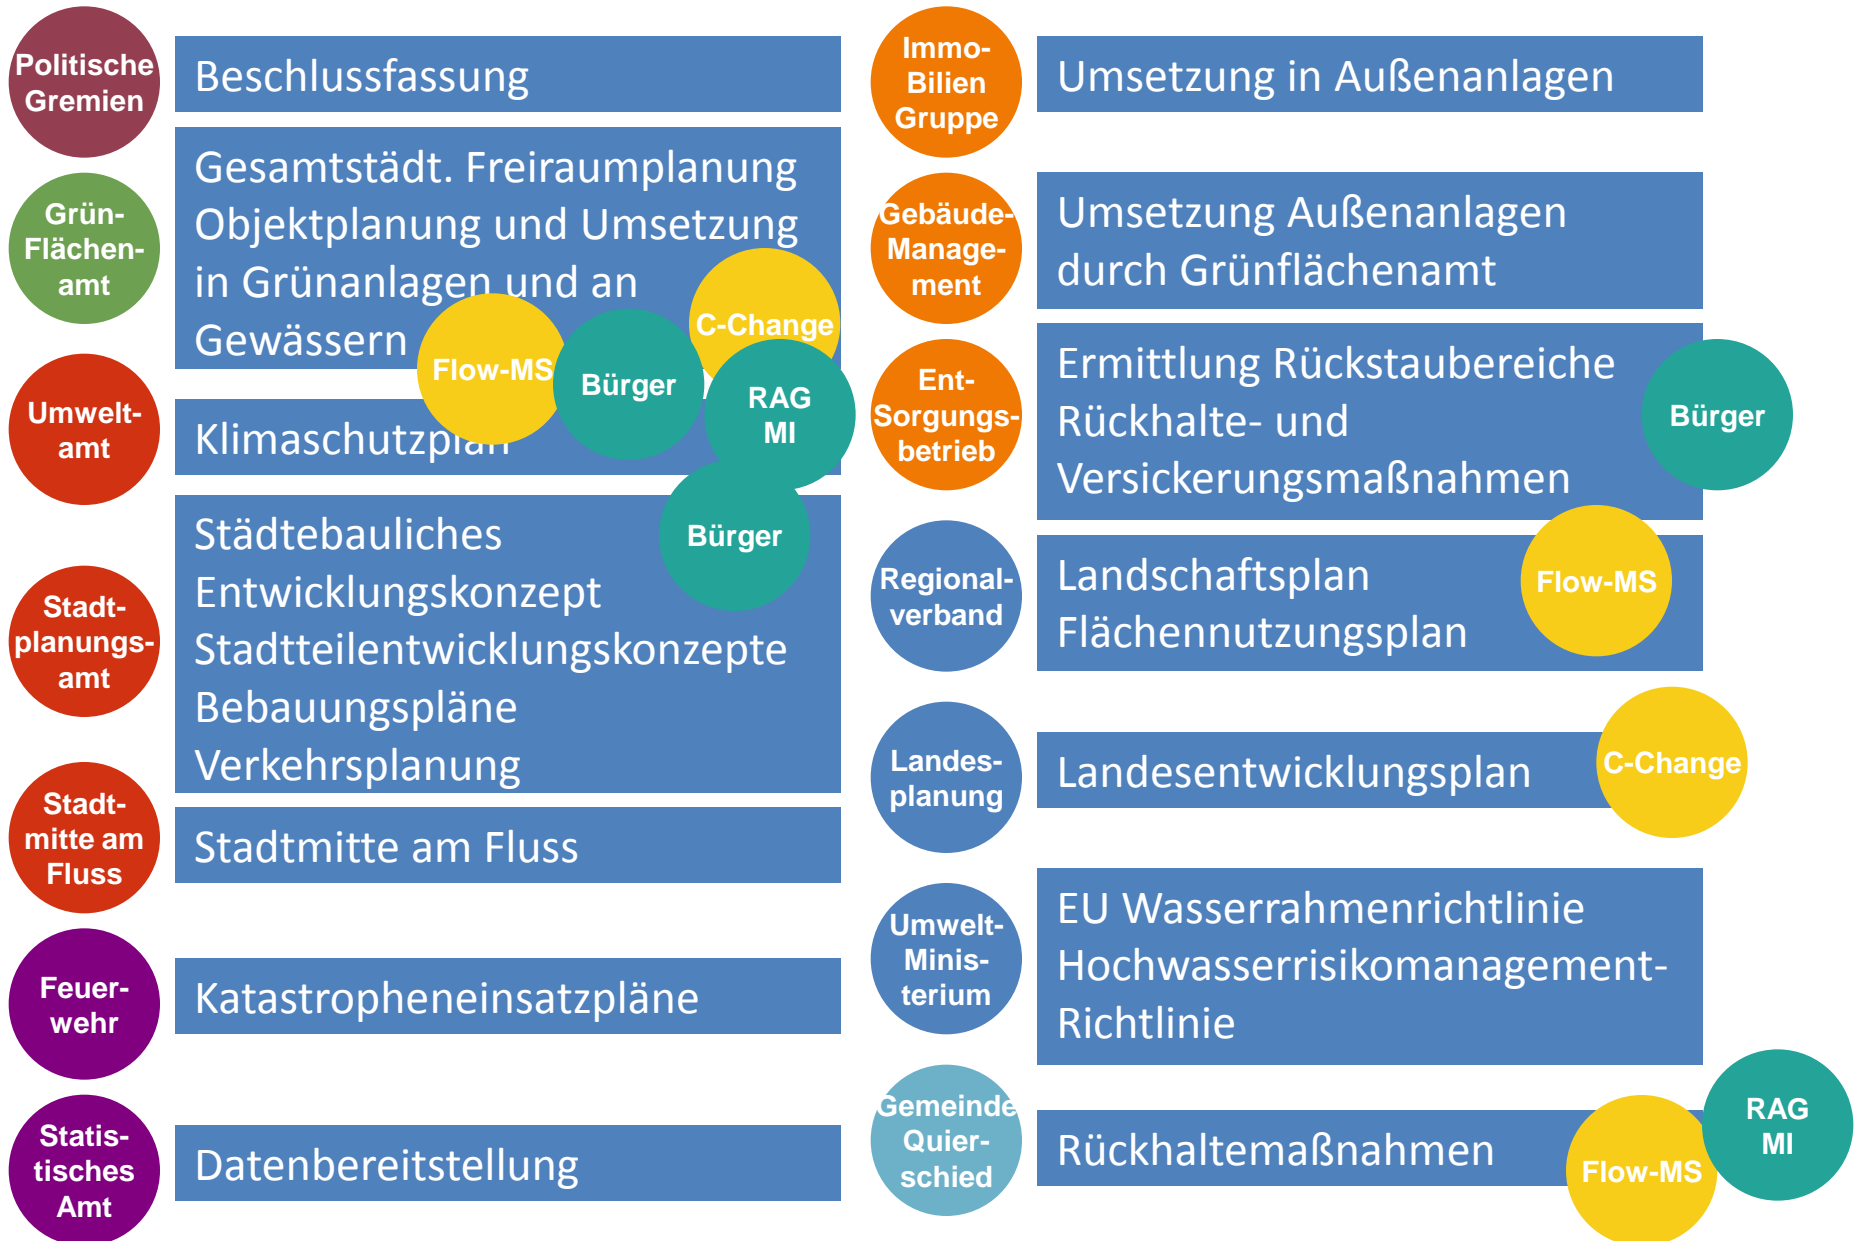 Politische
Gremien
Beschlussfassung
Grün-
Flächen-
amt
Gesamtstädt. Freiraumplanung
Objektplanung und Umsetzung
in Grünanlagen und an
Gewässern
Flow-MS
Bürger
C-Change
RAG
MI
Umwelt-
amt
Klimaschutzplan
Bürger
Stadt-
planungs-
amt
Städtebauliches
Entwicklungskonzept
Stadtteilentwicklungskonzepte
Bebauungspläne
Verkehrsplanung
Stadt-
mitte am
Fluss
Stadtmitte am Fluss
Feuer-
wehr
Katastropheneinsatzpläne
Statis-
tisches
Amt
Datenbereitstellung
Immo-
Bilien
Gruppe
Umsetzung in Außenanlagen
Gebäude-
Manage-
ment
Umsetzung Außenanlagen
durch Grünflächenamt
Ent-
Sorgungs-
betrieb
Ermittlung Rückstaubereiche
Rückhalte- und
Versickerungsmaßnahmen
Bürger
Regional-
verband
Landschaftsplan
Flächennutzungsplan
Flow-MS
Landes-
planung
Landesentwicklungsplan
C-Change
Umwelt-
Minis-
terium
EU Wasserrahmenrichtlinie
Hochwasserrisikomanagement-
Richtlinie
Gemeinde
Quier-
schied
Rückhaltemaßnahmen
Flow-MS
RAG
MI